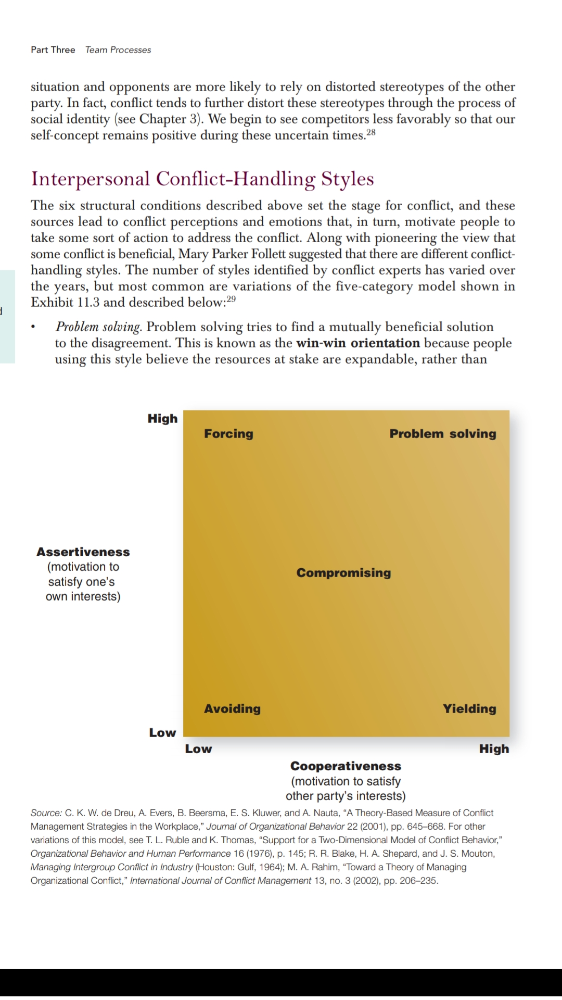 Part Three Team Processes
situation and opponents are more likely to rely on distorted stereotypes of the other
party. In fact, conflict tends to further distort these stereotypes through the process of
social identity (see Chapter 3). We begin to see competitors less favorably so that our
self-concept remains positive during these uncertain times.28
Interpersonal Conflict-Handling Styles
The six structural conditions described above set the stage for conflict, and these
sources lead to conflict perceptions and emotions that, in turn, motivate people to
take some sort of action to address the conflict. Along with pioneering the view that
some conflict is beneficial, Mary Parker Follett suggested that there are different conflict-
handling styles. The number of styles identified by conflict experts has varied over
the years, but most common are variations of the five-category model shown in
Exhibit 11.3 and described below:29
• Problem solving. Problem solving tries to find a mutually beneficial solution
to the disagreement. This is known as the win-win orientation because people
using this style believe the resources at stake are expandable, rather than
High
Forcing Problem solving
Assertiveness
(motivation to
satisfy one's
own interests)
Compromising
Avoiding Yielding
Low
Low High
Cooperativeness
(motivation to satisfy
other party's interests)
Source: C. K. W. de Dreu, A. Evers, B. Beersma, E. S. Kluwer, and A. Nauta, “A Theory-Based Measure of Conflict
Management Strategies in the Workplace,” Journal of Organizational Behavior 22 (2001), pp. 645–668. For other
variations of this model, see T. L. Ruble and K. Thomas, “Support for a Two-Dimensional Model of Conflict Behavior,”
Organizational Behavior and Human Performance 16 (1976), p. 145; R. R. Blake, H. A. Shepard, and J. S. Mouton,
Managing Intergroup Conflict in Industry (Houston: Gulf, 1964); M. A. Rahim, “Toward a Theory of Managing
Organizational Conflict,” International Journal of Conflict Management 13, no. 3 (2002), pp. 206–235.